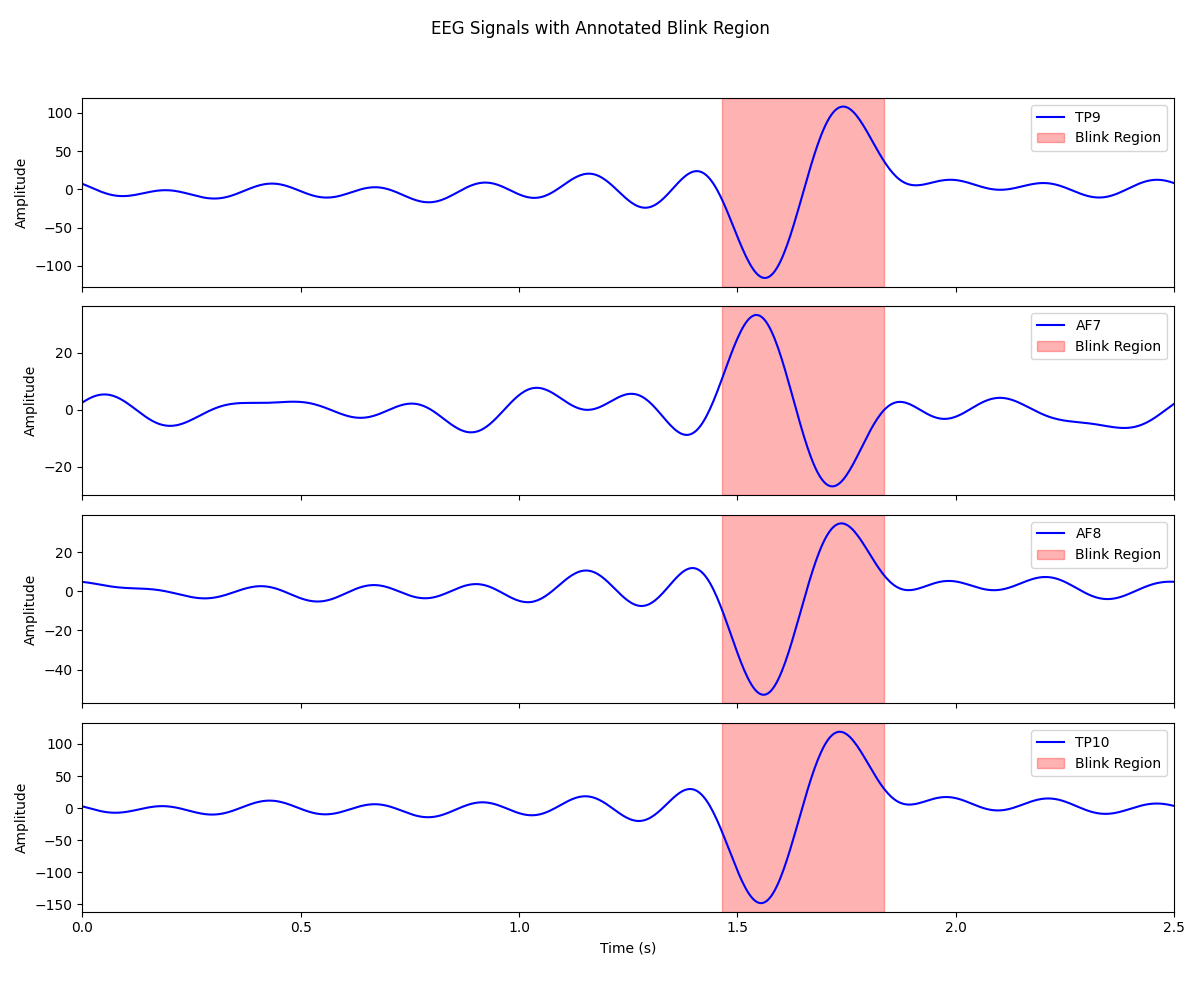 EEG Signals with Annotated Blink Region
Amplitude
100
50
0
−50
−100
TP9
Blink Region
Amplitude
20
0
−20
AF7
Blink Region
Amplitude
20
0
−20
−40
AF8
Blink Region
Amplitude
100
50
0
−50
−100
−150
TP10
Blink Region
0.0 0.5 1.0 1.5 2.0 2.5
Time (s)